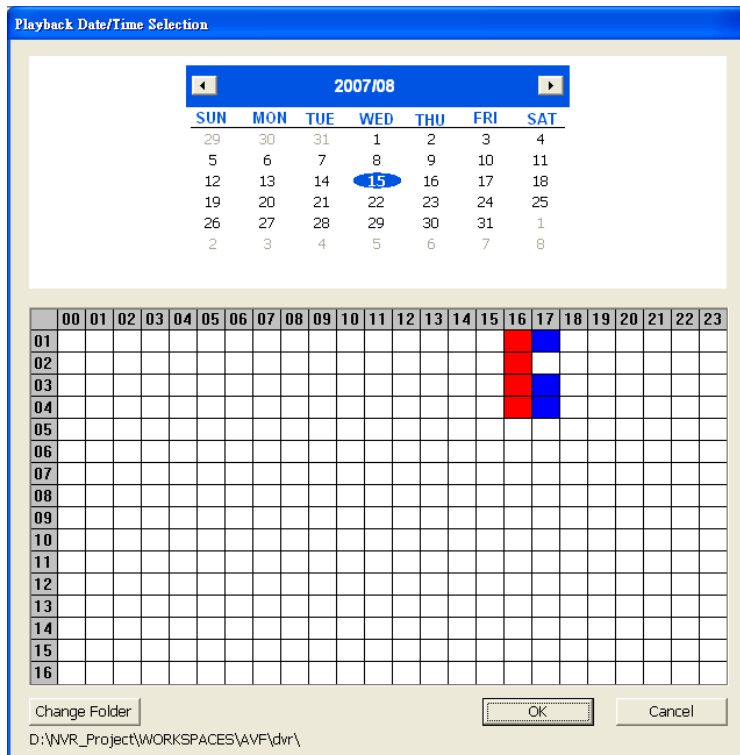 Playback Date/Time Selection
2007/08
SUN MON TUE WED THU FRI SAT
29 30 31 1 2 3 4
5 6 7 8 9 10 11
12 13 14 15 16 17 18
19 20 21 22 23 24 25
26 27 28 29 30 31 1
2 3 4 5 6 7 8
00 01 02 03 04 05 06 07 08 09 10 11 12 13 14 15 16 17 18 19 20 21 22 23
01
02
03
04
05
06
07
08
09
10
11
12
13
14
15
16
Change Folder OK Cancel
D:\NVR_Project\WORKSPACES\AVF\dvr\